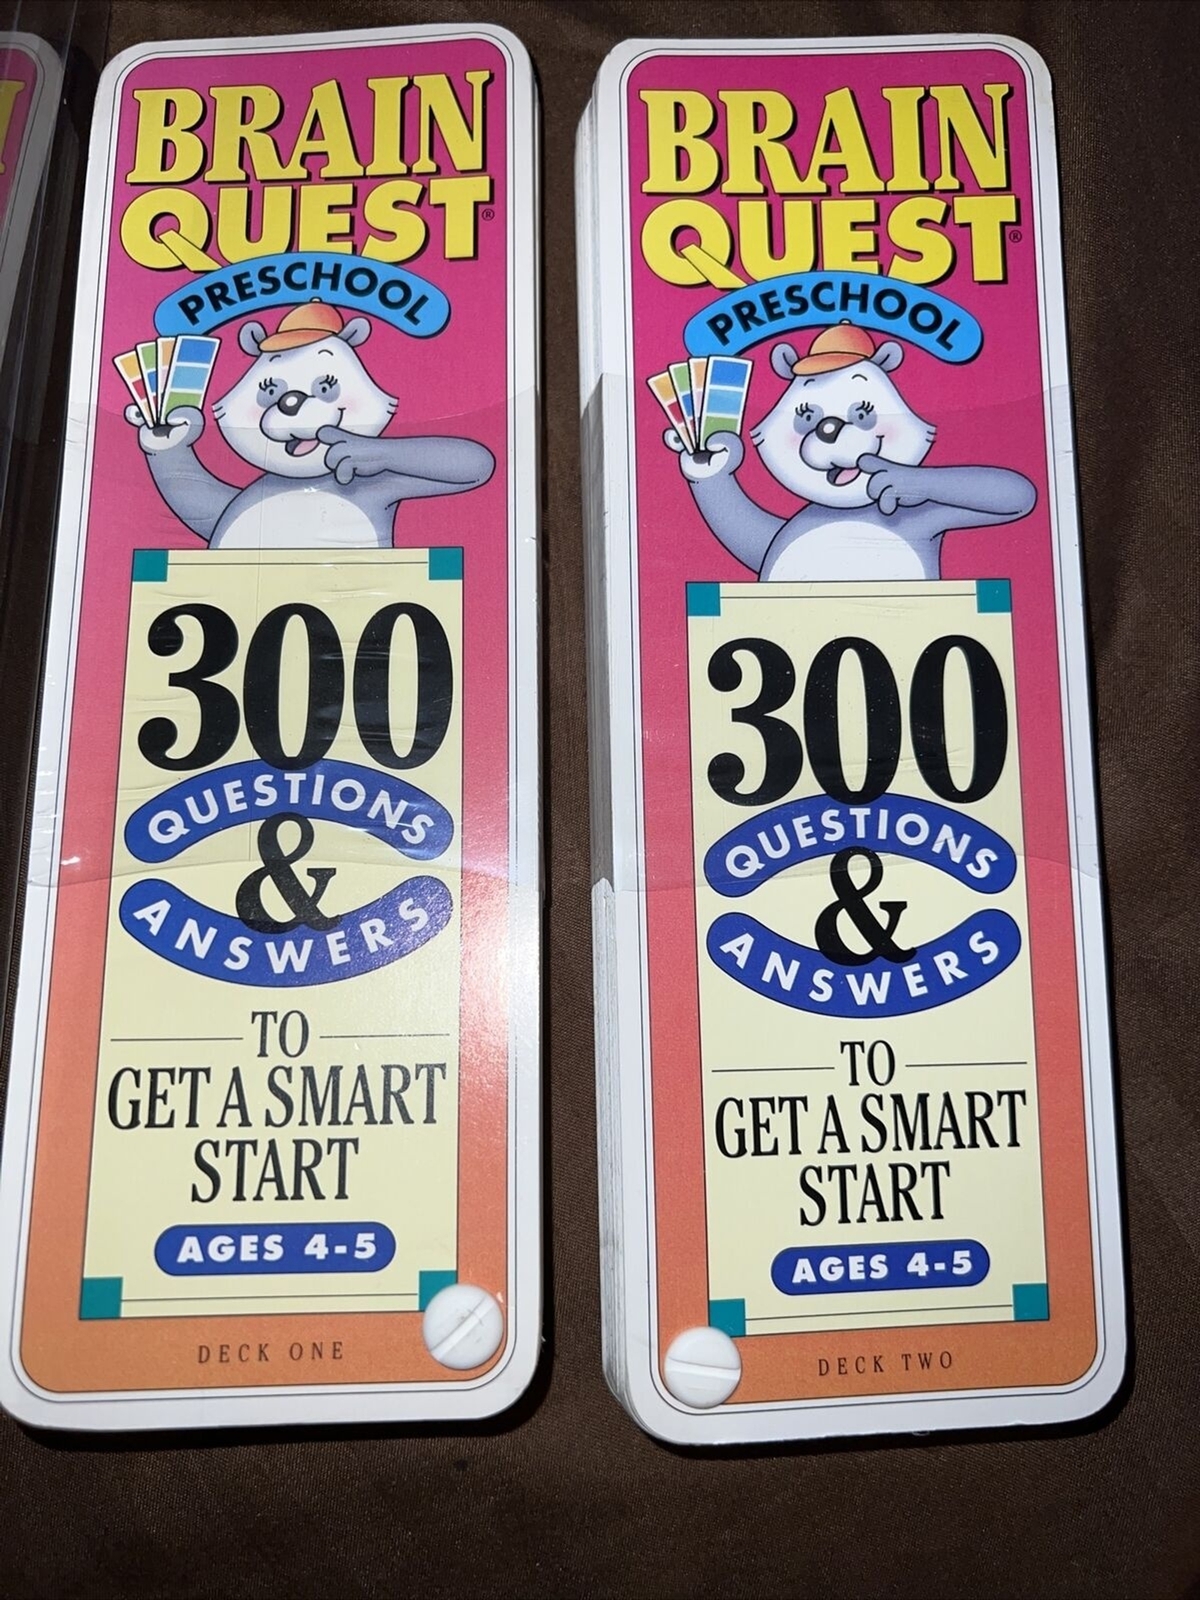 BRAIN
QUEST®
PRESCHOOL
300
QUESTIONS
&
ANSWERS
TO
GET A SMART
START
AGES 4-5
DECK ONE
BRAIN
QUEST®
PRESCHOOL
300
QUESTIONS
&
ANSWERS
TO
GET A SMART
START
AGES 4-5
DECK TWO